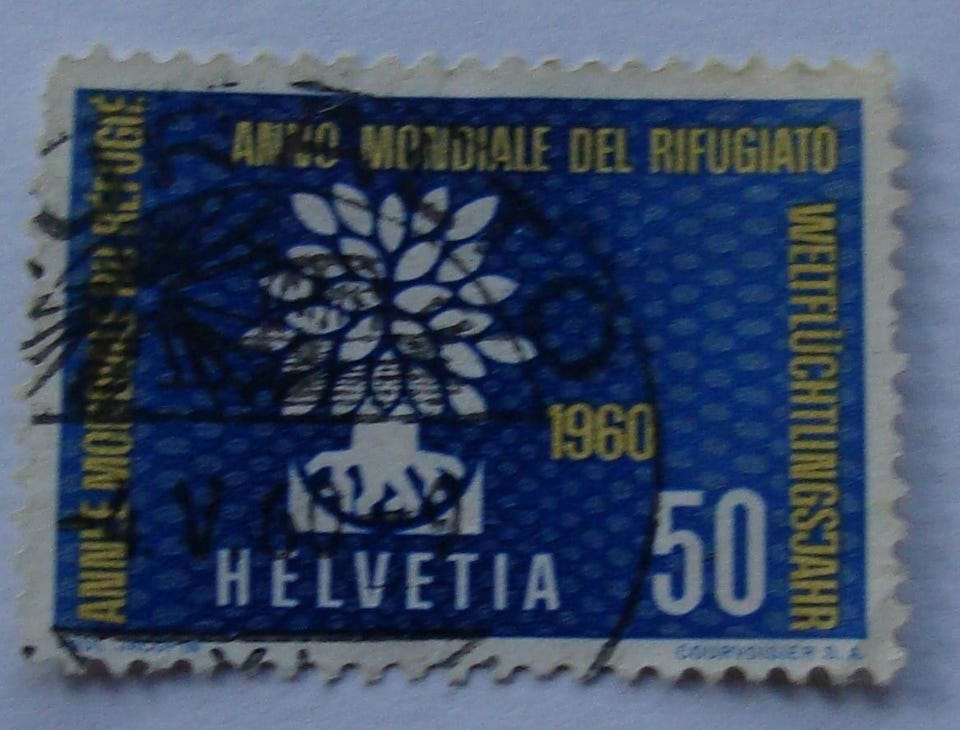 ANNO MONDIALE DEL RIFUGIATO
ANNÉE MONDIALE DU RÉFUGIÉ
WELTFLÜCHTLINGSJAHR
1960
50
HELVETIA
COURVOISIER S. A.